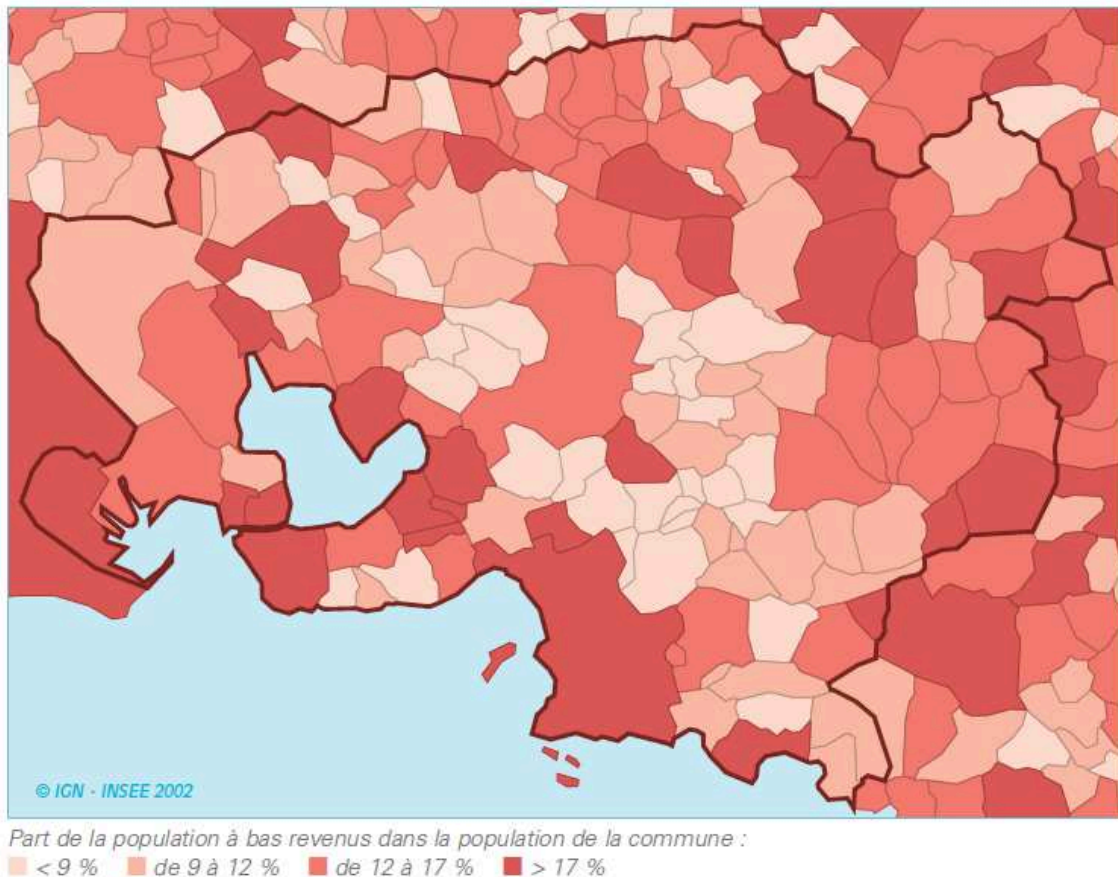 © IGN - INSEE 2002
Part de la population à bas revenus dans la population de la commune :
< 9 % de 9 à 12 % de 12 à 17 % > 17 %